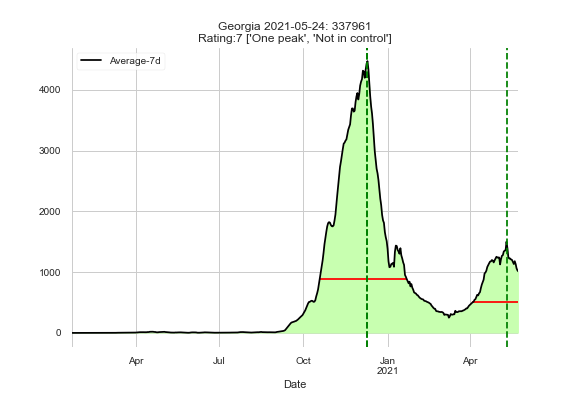 Georgia 2021-05-24: 337961
Rating:7 ['One peak', 'Not in control']
Average-7d
4000
3000
2000
1000
0
Apr
Jul
Oct
Jan
2021
Apr
Date